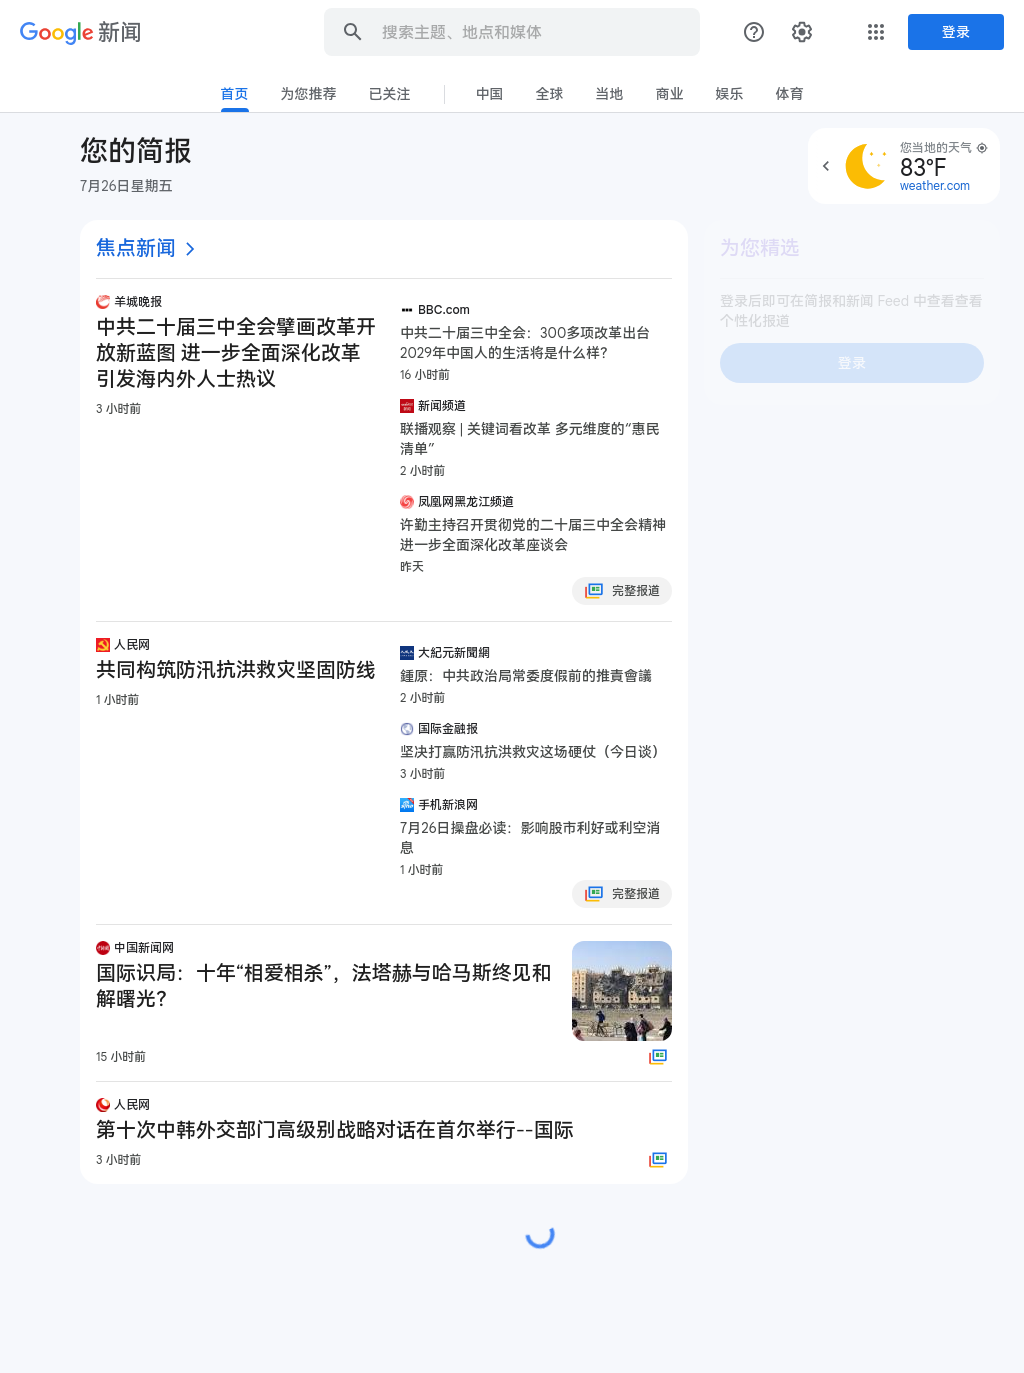 Google 新闻
搜索主题、地点和媒体
登录
首页 为您推荐 已关注 中国 全球 当地 商业 娱乐 体育
您的简报
7月26日星期五
您当地的天气
83°F
weather.com
焦点新闻
羊城晚报
中共二十届三中全会擘画改革开
放新蓝图 进一步全面深化改革
引发海内外人士热议
3 小时前
BBC.com
中共二十届三中全会：300多项改革出台
2029年中国人的生活将是什么样？
16 小时前
新闻频道
联播观察 | 关键词看改革 多元维度的“惠民
清单”
2 小时前
凤凰网黑龙江频道
许勤主持召开贯彻党的二十届三中全会精神
进一步全面深化改革座谈会
昨天
完整报道
人民网
共同构筑防汛抗洪救灾坚固防线
1 小时前
大紀元新聞網
鍾原：中共政治局常委度假前的推責會議
2 小时前
国际金融报
坚决打赢防汛抗洪救灾这场硬仗（今日谈）
3 小时前
手机新浪网
7月26日操盘必读：影响股市利好或利空消
息
1 小时前
完整报道
中国新闻网
国际识局：十年“相爱相杀”，法塔赫与哈马斯终见和
解曙光？
15 小时前
人民网
第十次中韩外交部门高级别战略对话在首尔举行--国际
3 小时前
为您精选
登录后即可在简报和新闻 Feed 中查看查看
个性化报道
登录